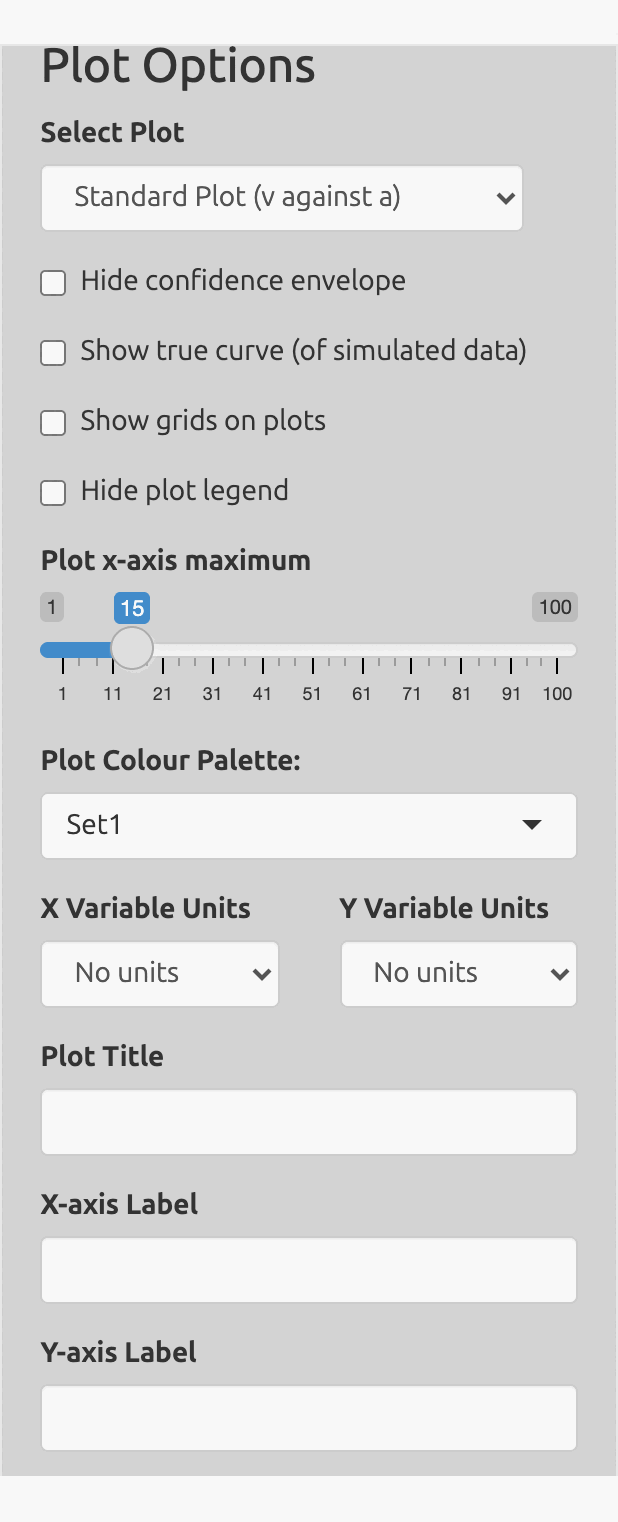 Plot Options
Select Plot
Standard Plot (v against a)
Hide confidence envelope
Show true curve (of simulated data)
Show grids on plots
Hide plot legend
Plot x-axis maximum
1 15 100
1 11 21 31 41 51 61 71 81 91 100
Plot Colour Palette:
Set1
X Variable Units Y Variable Units
No units No units
Plot Title
X-axis Label
Y-axis Label